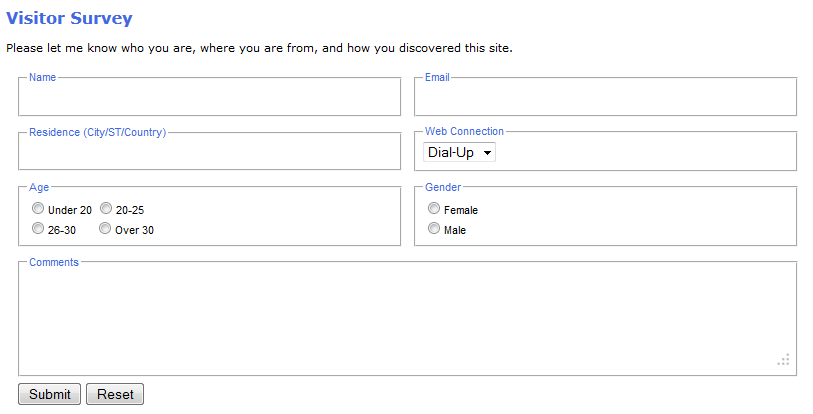 Visitor Survey
Please let me know who you are, where you are from, and how you discovered this site.
Name
Email
Residence (City/ST/Country)
Web Connection
Dial-Up
Age
Under 20 20-25
26-30 Over 30
Gender
Female
Male
Comments
Submit Reset